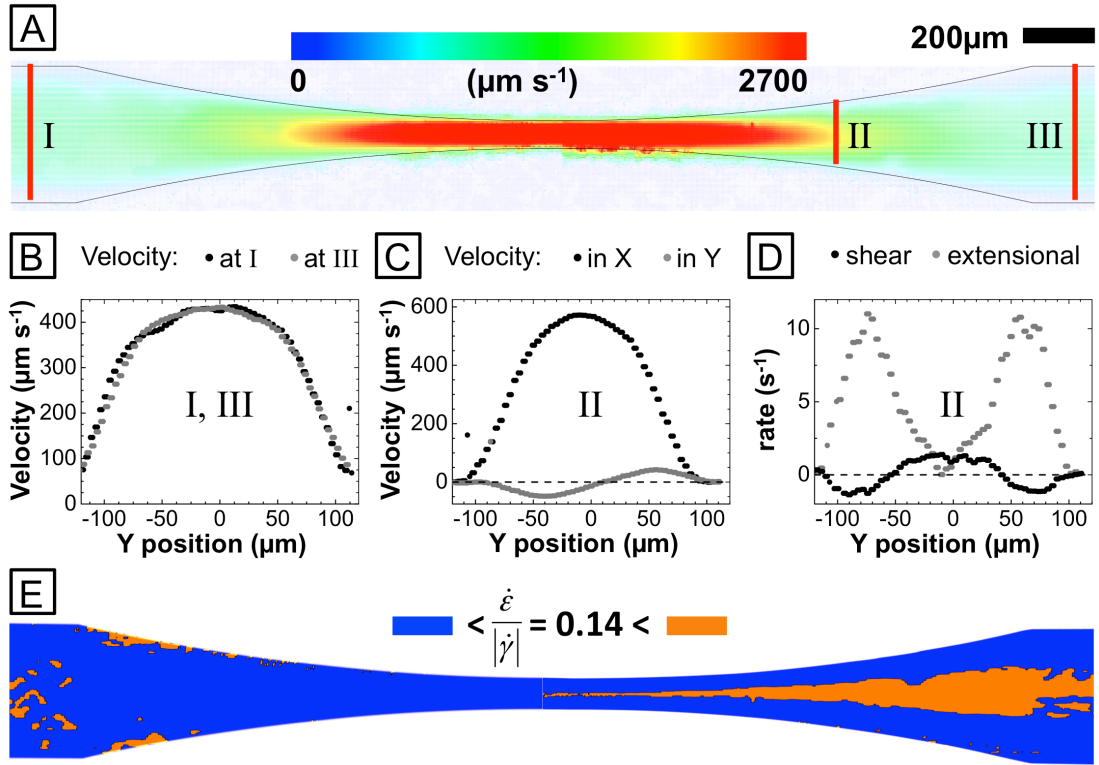 A
200µm
0 (µm s-1) 2700
I II III
B Velocity: at I at III
C Velocity: in X in Y
D shear extensional
Velocity (µm s-1)
400
300
200
100
0
I, III
-100 -50 0 50 100
Y position (µm)
Velocity (µm s-1)
600
400
200
0
II
-100 -50 0 50 100
Y position (µm)
rate (s-1)
10
5
0
II
-100 -50 0 50 100
Y position (µm)
E
< ε̇ / |γ̇| = 0.14 <